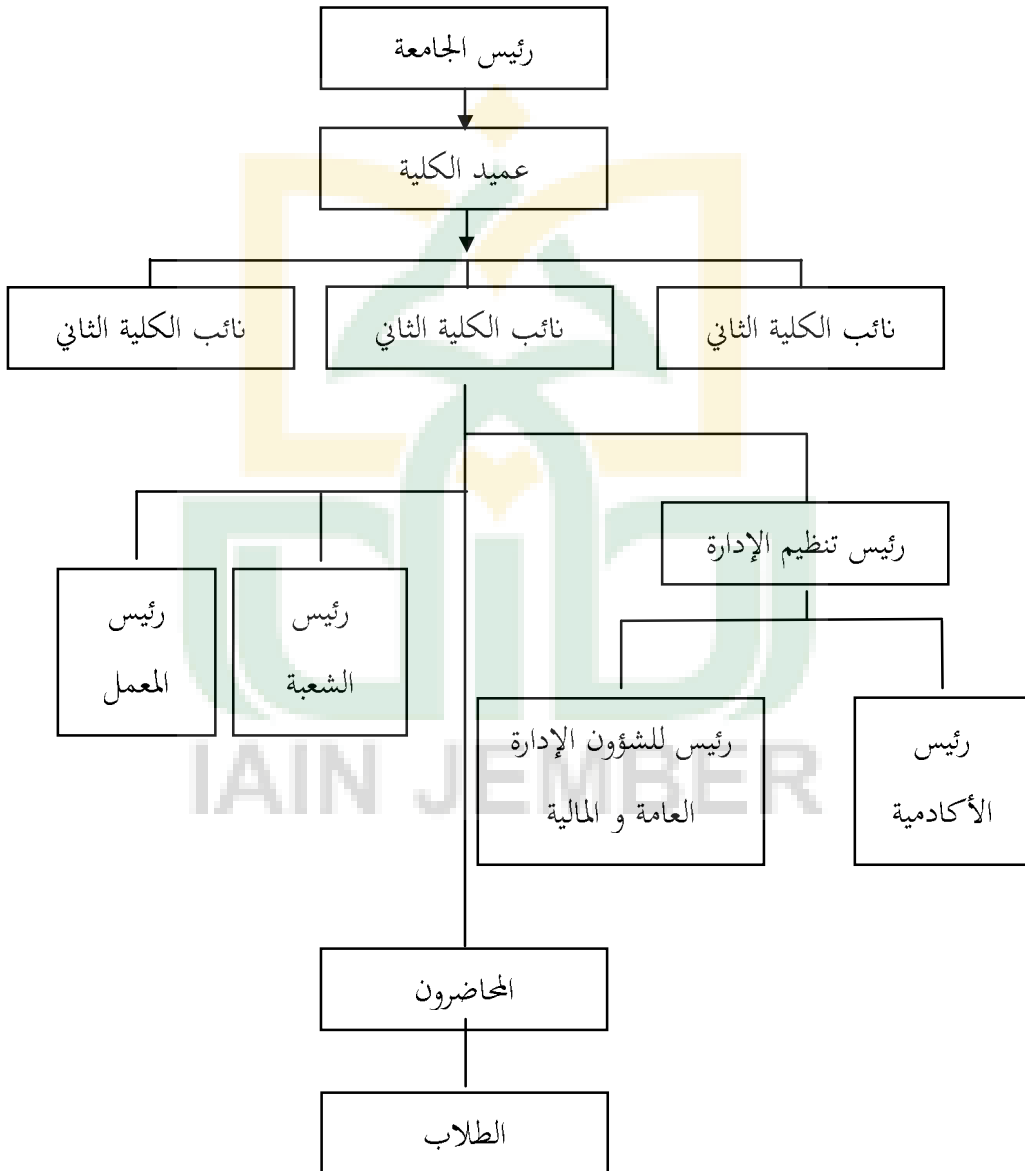 رئيس الجامعة
عميد الكلية
نائب الكلية الثاني
نائب الكلية الثاني
نائب الكلية الثاني
رئيس تنظيم الإدارة
رئيس
الشعبة
رئيس
المعمل
رئيس
الأكادمية
رئيس للشؤون الإدارة
العامة و المالية
IAIN JEMBER
المحاضرون
الطلاب